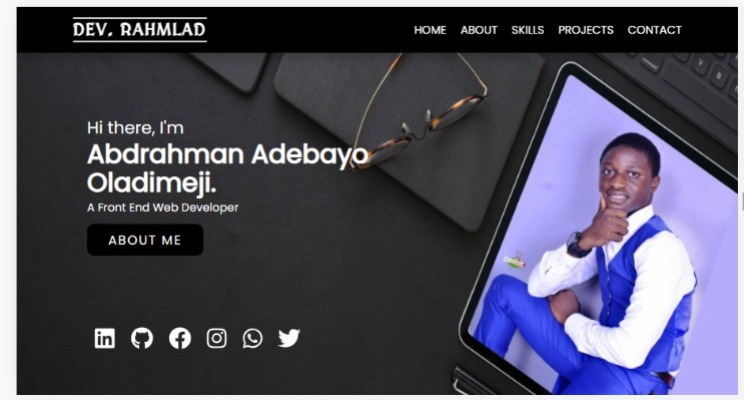 DEV. RAHMLAD
HOME ABOUT SKILLS PROJECTS CONTACT
Hi there, I'm
Abdrahman Adebayo
Oladimeji.
A Front End Web Developer
ABOUT ME